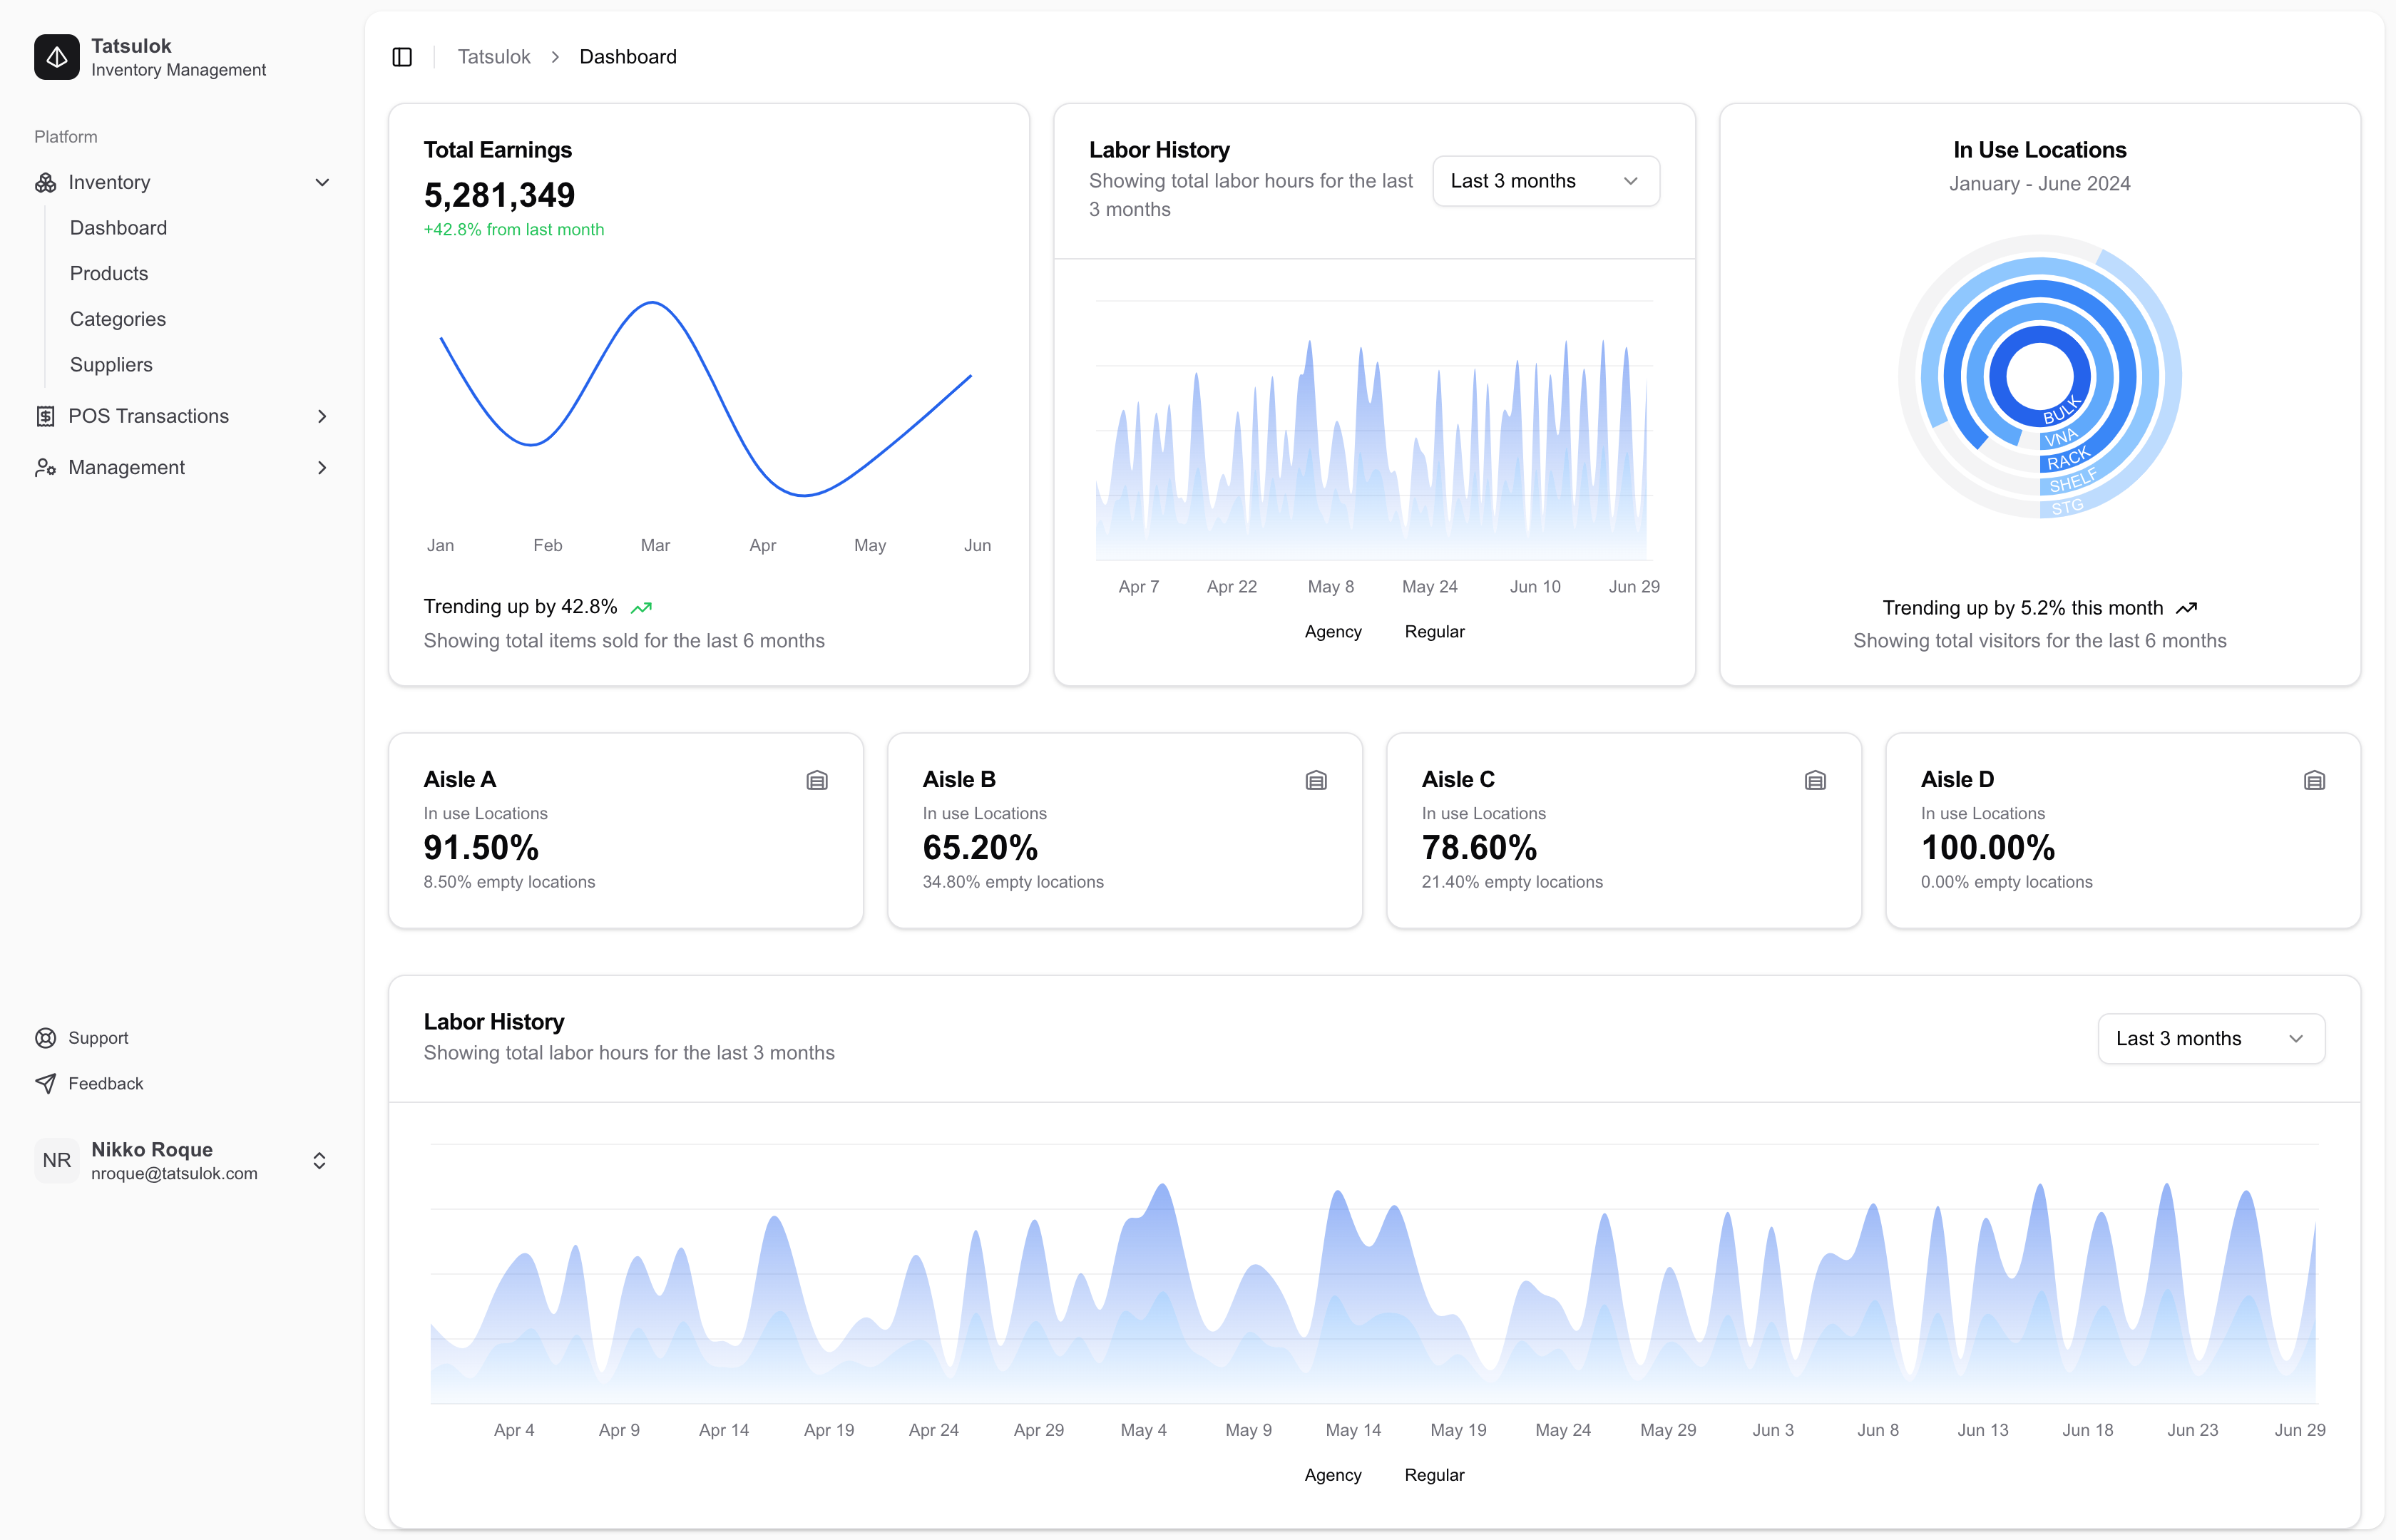 Tatsulok
Inventory Management
Platform
Inventory
Dashboard
Products
Categories
Suppliers
POS Transactions
Management
Support
Feedback
NR
Nikko Roque
nroque@tatsulok.com
Tatsulok > Dashboard
Total Earnings
5,281,349
+42.8% from last month
Jan Feb Mar Apr May Jun
Trending up by 42.8%
Showing total items sold for the last 6 months
Labor History
Showing total labor hours for the last
3 months
Last 3 months
Apr 7 Apr 22 May 8 May 24 Jun 10 Jun 29
Agency Regular
In Use Locations
January - June 2024
BULK
VNA
RACK
SHELF
STG
Trending up by 5.2% this month
Showing total visitors for the last 6 months
Aisle A
In use Locations
91.50%
8.50% empty locations
Aisle B
In use Locations
65.20%
34.80% empty locations
Aisle C
In use Locations
78.60%
21.40% empty locations
Aisle D
In use Locations
100.00%
0.00% empty locations
Labor History
Showing total labor hours for the last 3 months
Last 3 months
Apr 4 Apr 9 Apr 14 Apr 19 Apr 24 Apr 29 May 4 May 9 May 14 May 19 May 24 May 29 Jun 3 Jun 8 Jun 13 Jun 18 Jun 23 Jun 29
Agency Regular